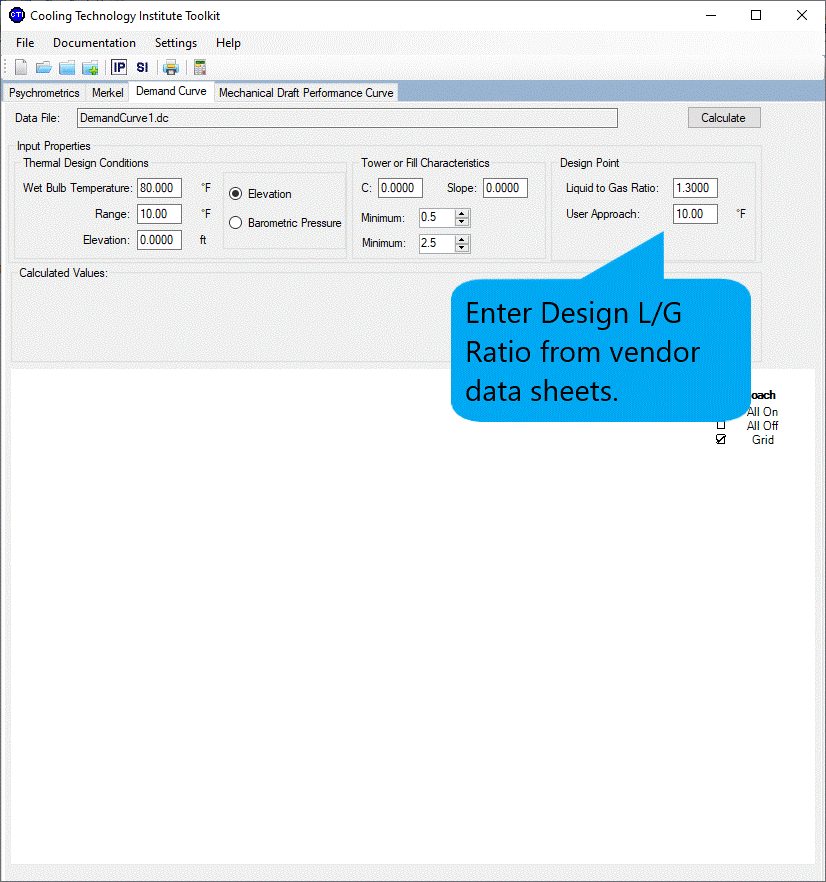 CTI Cooling Technology Institute Toolkit
File Documentation Settings Help
IP SI
Psychrometrics Merkel Demand Curve Mechanical Draft Performance Curve
Data File: DemandCurve1.dc Calculate
Input Properties
Thermal Design Conditions
Wet Bulb Temperature: 80.000 °F
Range: 10.00 °F
Elevation: 0.0000 ft
Elevation
Barometric Pressure
Tower or Fill Characteristics
C: 0.0000 Slope: 0.0000
Minimum: 0.5
Minimum: 2.5
Design Point
Liquid to Gas Ratio: 1.3000
User Approach: 10.00 °F
Calculated Values:
Enter Design L/G
Ratio from vendor
data sheets.
oach
All On
All Off
Grid